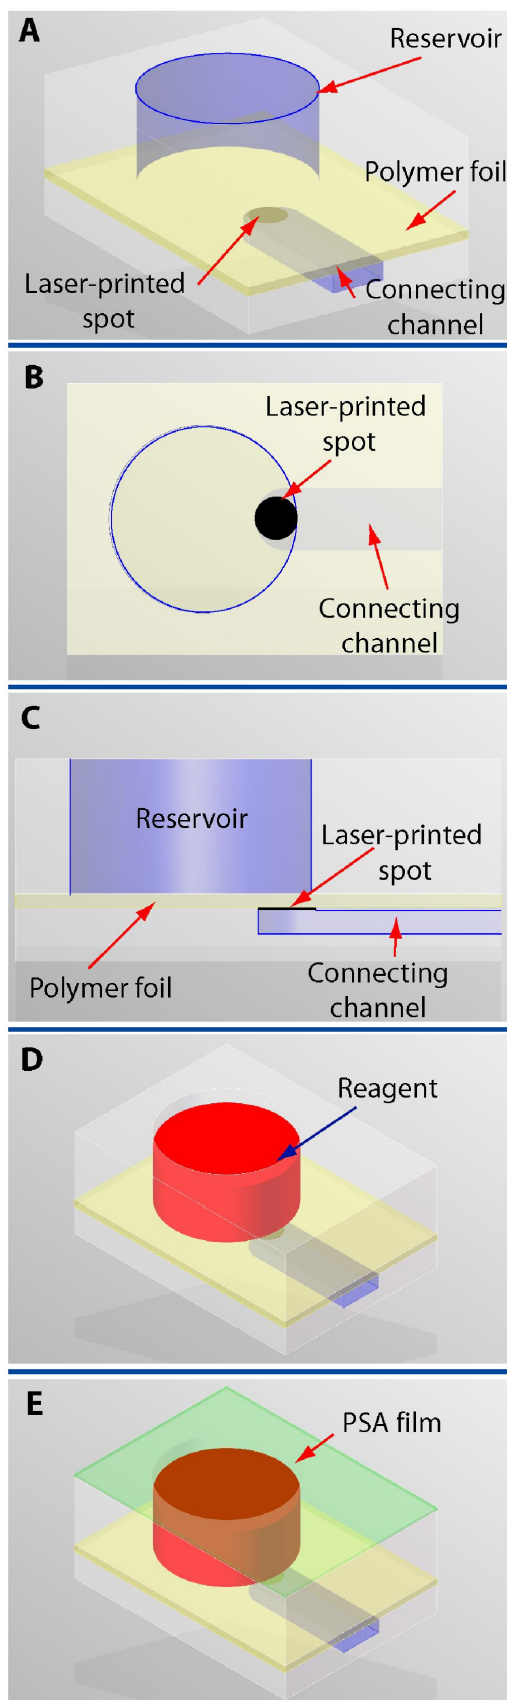 A
Reservoir
Polymer foil
Laser-printed
spot
Connecting
channel
B
Laser-printed
spot
Connecting
channel
C
Reservoir
Laser-printed
spot
Polymer foil
Connecting
channel
D
Reagent
E
PSA film